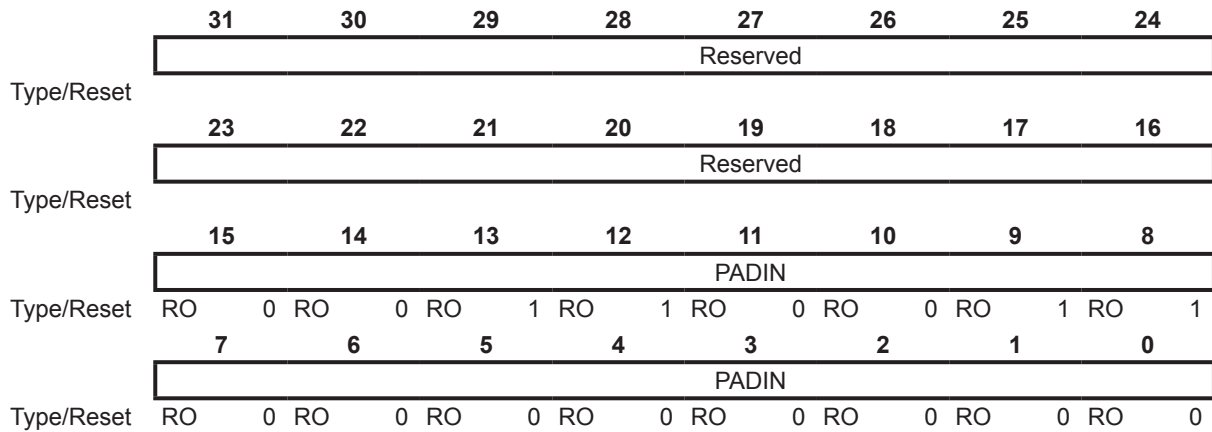 31 30 29 28 27 26 25 24
Reserved
Type/Reset
23 22 21 20 19 18 17 16
Reserved
Type/Reset
15 14 13 12 11 10 9 8
PADIN
Type/Reset RO 0 RO 0 RO 1 RO 1 RO 0 RO 0 RO 1 RO 1
7 6 5 4 3 2 1 0
PADIN
Type/Reset RO 0 RO 0 RO 0 RO 0 RO 0 RO 0 RO 0 RO 0